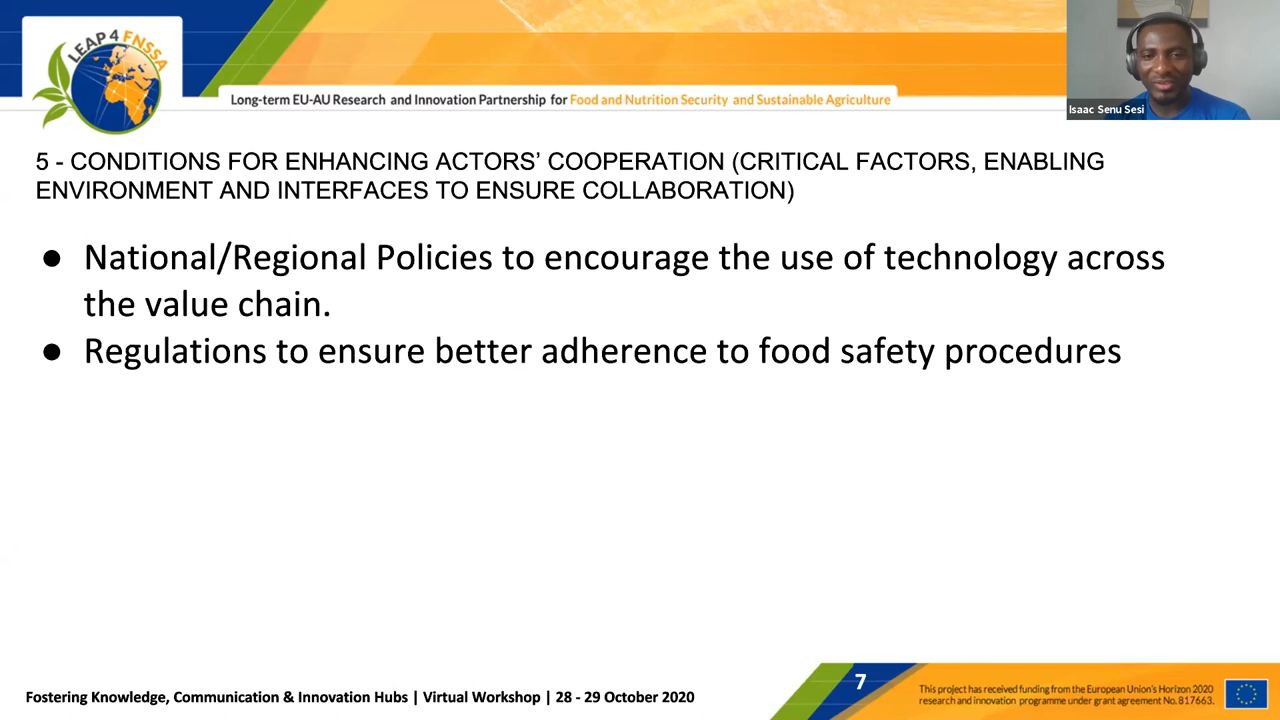 LEAP 4 FNSSA
Long-term EU-AU Research and Innovation Partnership for Food and Nutrition Security and Sustainable Agriculture
Isaac Senu Sesi
5 - CONDITIONS FOR ENHANCING ACTORS’ COOPERATION (CRITICAL FACTORS, ENABLING
ENVIRONMENT AND INTERFACES TO ENSURE COLLABORATION)
● National/Regional Policies to encourage the use of technology across
the value chain.
● Regulations to ensure better adherence to food safety procedures
Fostering Knowledge, Communication & Innovation Hubs | Virtual Workshop | 28 - 29 October 2020
7
This project has received funding from the European Union's Horizon 2020
research and innovation programme under grant agreement No. 817663.